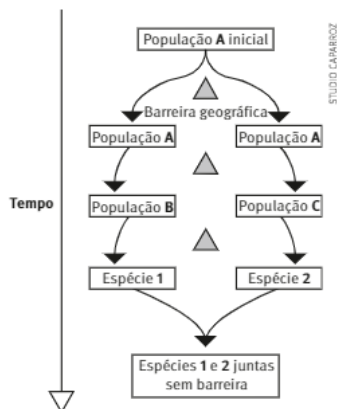 População A inicial
STUDIO CAPARROZ
Barreira geográfica
População A
População A
Tempo
População B
População C
Espécie 1
Espécie 2
Espécies 1 e 2 juntas
sem barreira